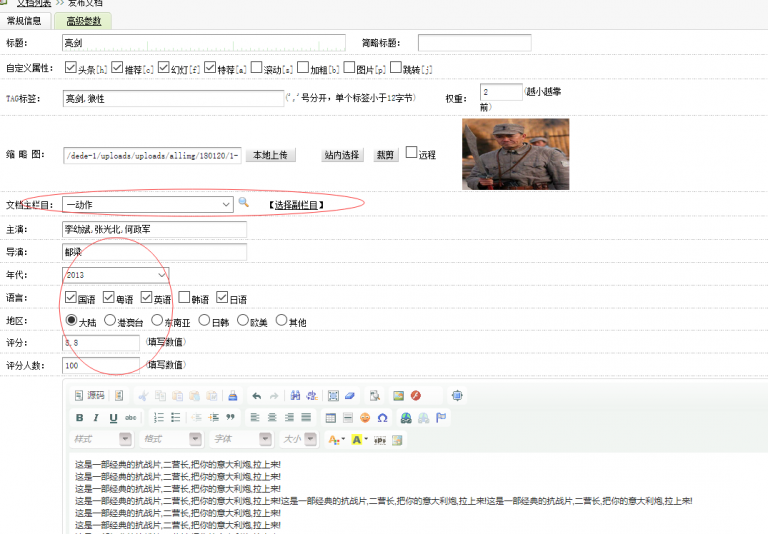 文档列表 >> 发布文档
常规信息 高级参数
标题: 亮剑 简略标题:
自定义属性: 头条[h] 推荐[c] 幻灯[f] 特荐[a] 滚动[s] 加粗[b] 图片[p] 跳转[j]
TAG标签: 亮剑,狼性 (','号分开，单个标签小于12字节) 权重: 2 (越小越靠
前)
缩 略 图: /dede-1/uploads/uploads/allimg/180120/1- 本地上传 站内选择 裁剪 远程
文档主栏目: 一动作 【选择副栏目】
主演: 李幼斌,张光北,何政军
导演: 都梁
年代: 2013
语言: 国语 粤语 英语 韩语 日语
地区: 大陆 港澳台 东南亚 日韩 欧美 其他
评分: 8.8 (填写数值)
评分人数: 100 (填写数值)
源码
B I U abc
样式 格式 字体 大小
这是一部经典的抗战片,二营长,把你的意大利炮,拉上来!
这是一部经典的抗战片,二营长,把你的意大利炮,拉上来!
这是一部经典的抗战片,二营长,把你的意大利炮,拉上来!
这是一部经典的抗战片,二营长,把你的意大利炮,拉上来!这是一部经典的抗战片,二营长,把你的意大利炮,拉上来!这是一部经典的抗战片,二营长,把你的意大利炮,拉上来!
这是一部经典的抗战片,二营长,把你的意大利炮,拉上来!
这是一部经典的抗战片,二营长,把你的意大利炮,拉上来!